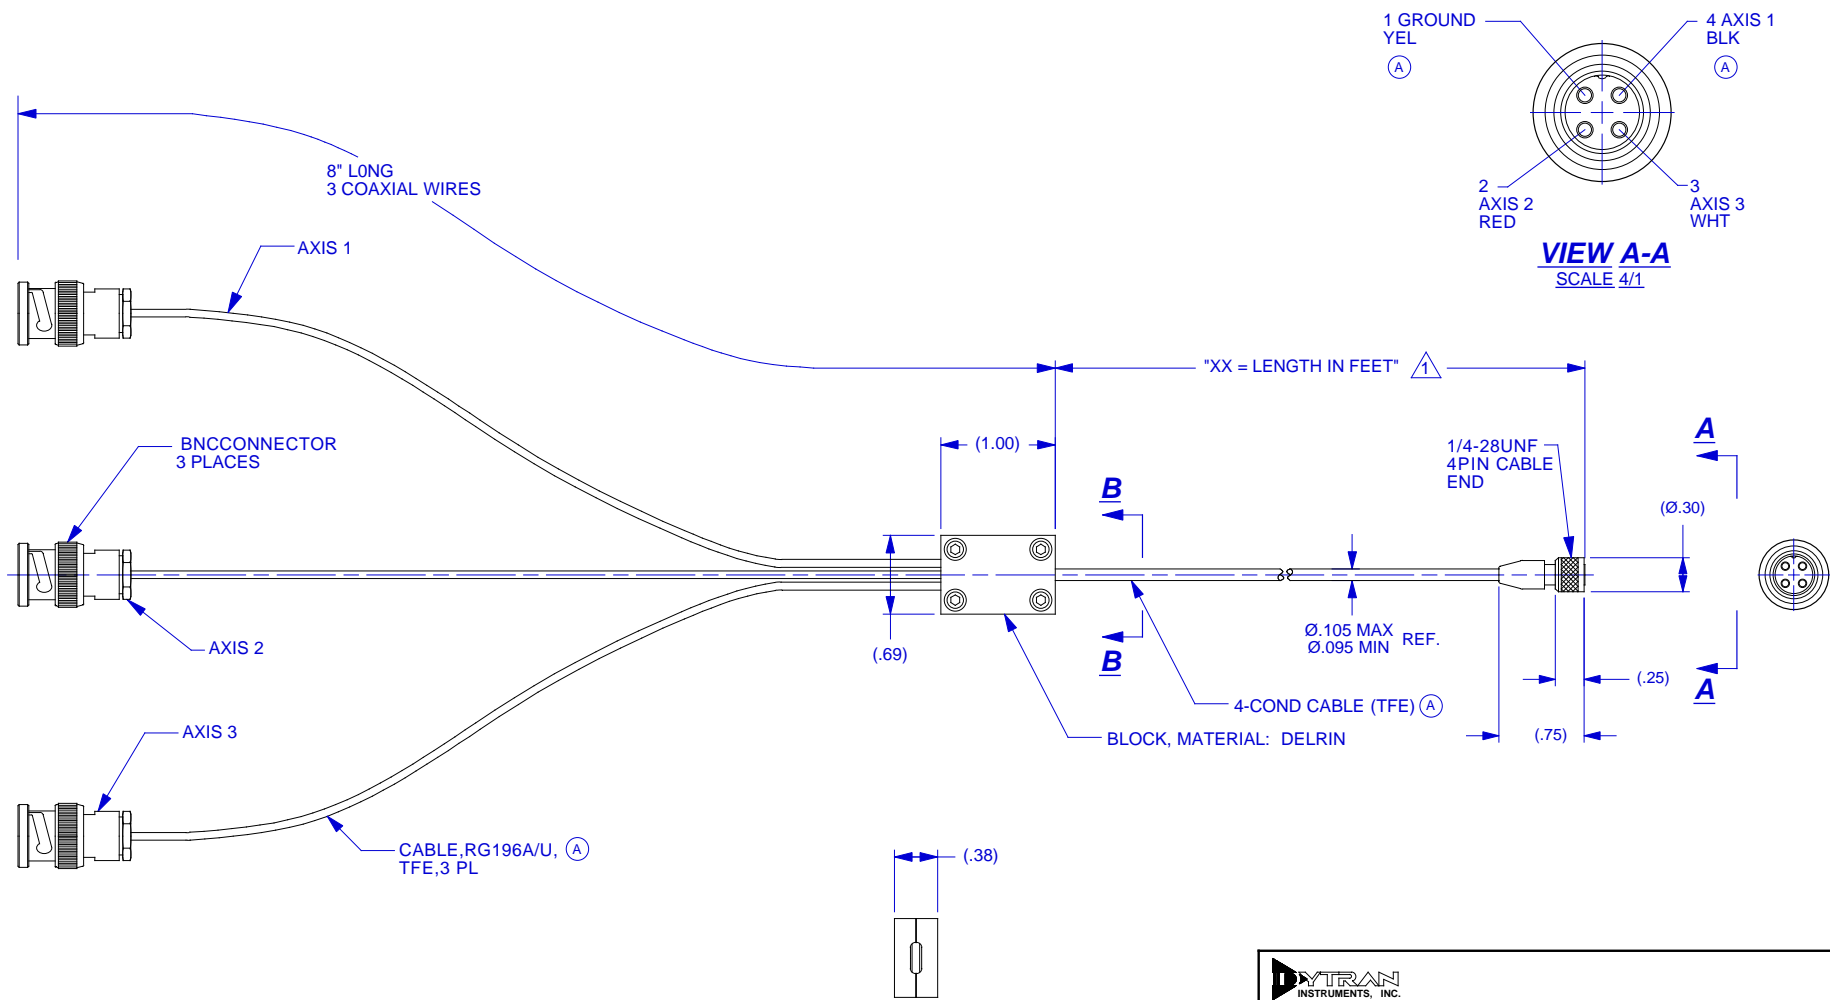 1 GROUND
YEL
A
4 AXIS 1
BLK
A
2
AXIS 2
RED
3
AXIS 3
WHT
VIEW A-A
SCALE 4/1
8" L0NG
3 COAXIAL WIRES
AXIS 1
"XX = LENGTH IN FEET" 1
BNCCONNECTOR
3 PLACES
(1.00)
1/4-28UNF
4PIN CABLE
END
A
B
(Ø.30)
AXIS 2
(.69)
Ø.105 MAX
Ø.095 MIN REF.
B
(.25)
A
4-COND CABLE (TFE) A
AXIS 3
BLOCK, MATERIAL: DELRIN
(.75)
CABLE,RG196A/U, A
TFE,3 PL
(.38)
DYTRAN
INSTRUMENTS, INC.